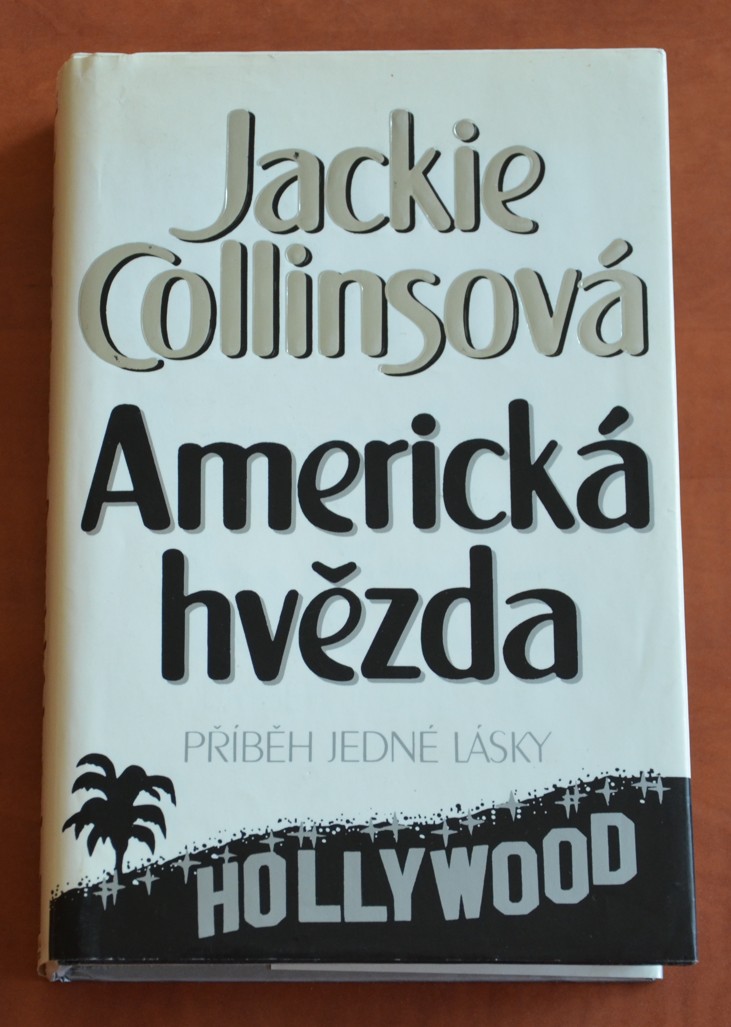 Jackie
Collinsová
Americká
hvězda
PŘÍBĚH JEDNÉ LÁSKY
HOLLYWOOD